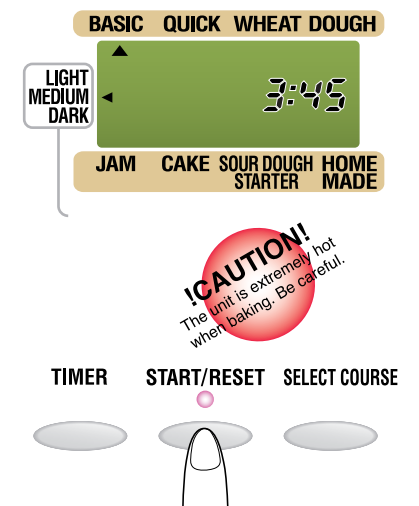 BASIC QUICK WHEAT DOUGH
LIGHT
MEDIUM
DARK
3:45
JAM CAKE SOUR DOUGH STARTER HOME MADE
!CAUTION!
The unit is extremely hot
when baking. Be careful.
TIMER START/RESET SELECT COURSE